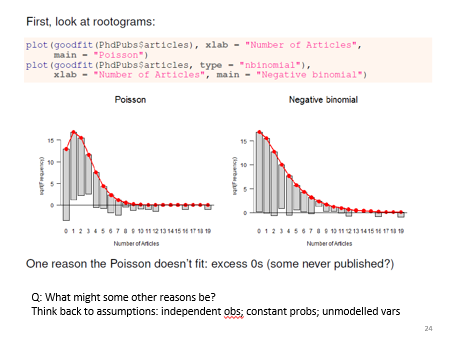 First, look at rootograms:
plot(goodfit(PhdPubs$articles), xlab = "Number of Articles",
main = "Poisson")
plot(goodfit(PhdPubs$articles, type = "nbinomial"),
xlab = "Number of Articles", main = "Negative binomial")
Poisson
Negative binomial
sqrt(Frequency)
15
10
5
0
0 1 2 3 4 5 6 7 8 9 10 11 12 13 14 15 16 17 18 19
Number of Articles
sqrt(Frequency)
15
10
5
0
0 1 2 3 4 5 6 7 8 9 10 11 12 13 14 15 16 17 18 19
Number of Articles
One reason the Poisson doesn't fit: excess 0s (some never published?)
Q: What might some other reasons be?
Think back to assumptions: independent obs; constant probs; unmodelled vars
24